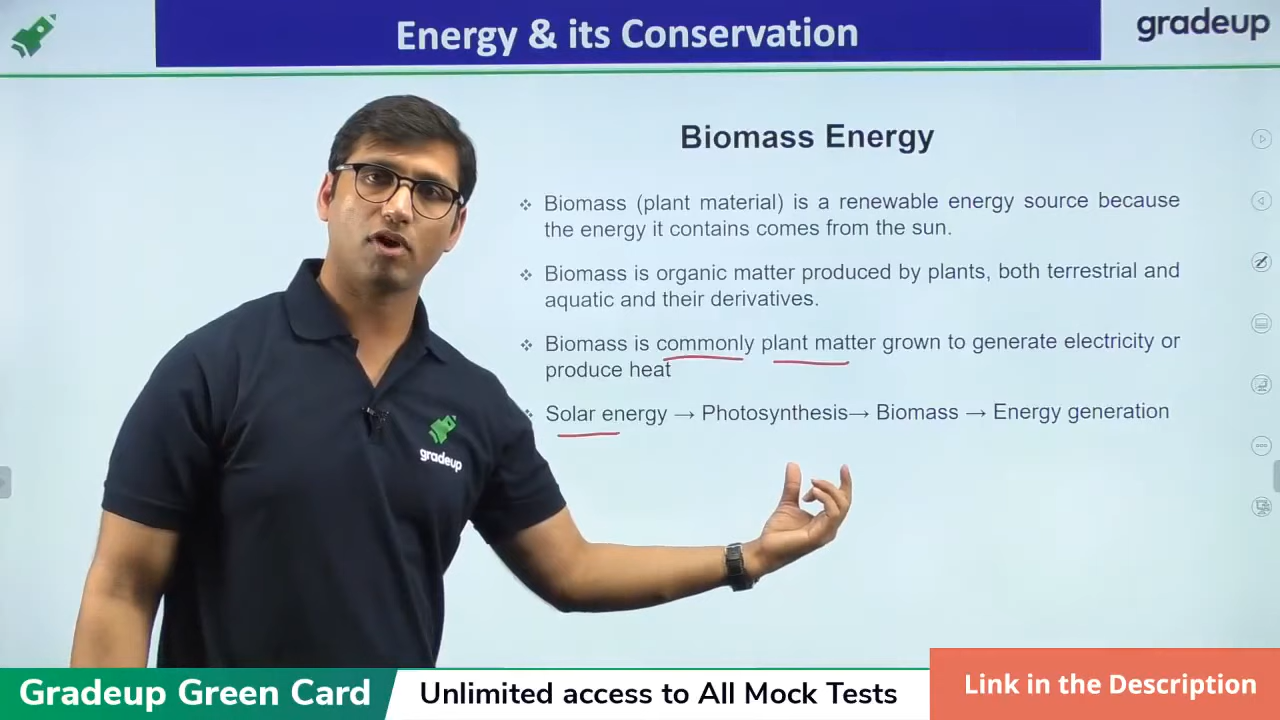 Energy & its Conservation
gradeup
Biomass Energy
❖ Biomass (plant material) is a renewable energy source because
the energy it contains comes from the sun.
❖ Biomass is organic matter produced by plants, both terrestrial and
aquatic and their derivatives.
❖ Biomass is commonly plant matter grown to generate electricity or
produce heat
❖ Solar energy → Photosynthesis→ Biomass → Energy generation
gradeup
Gradeup Green Card
Unlimited access to All Mock Tests
Link in the Description